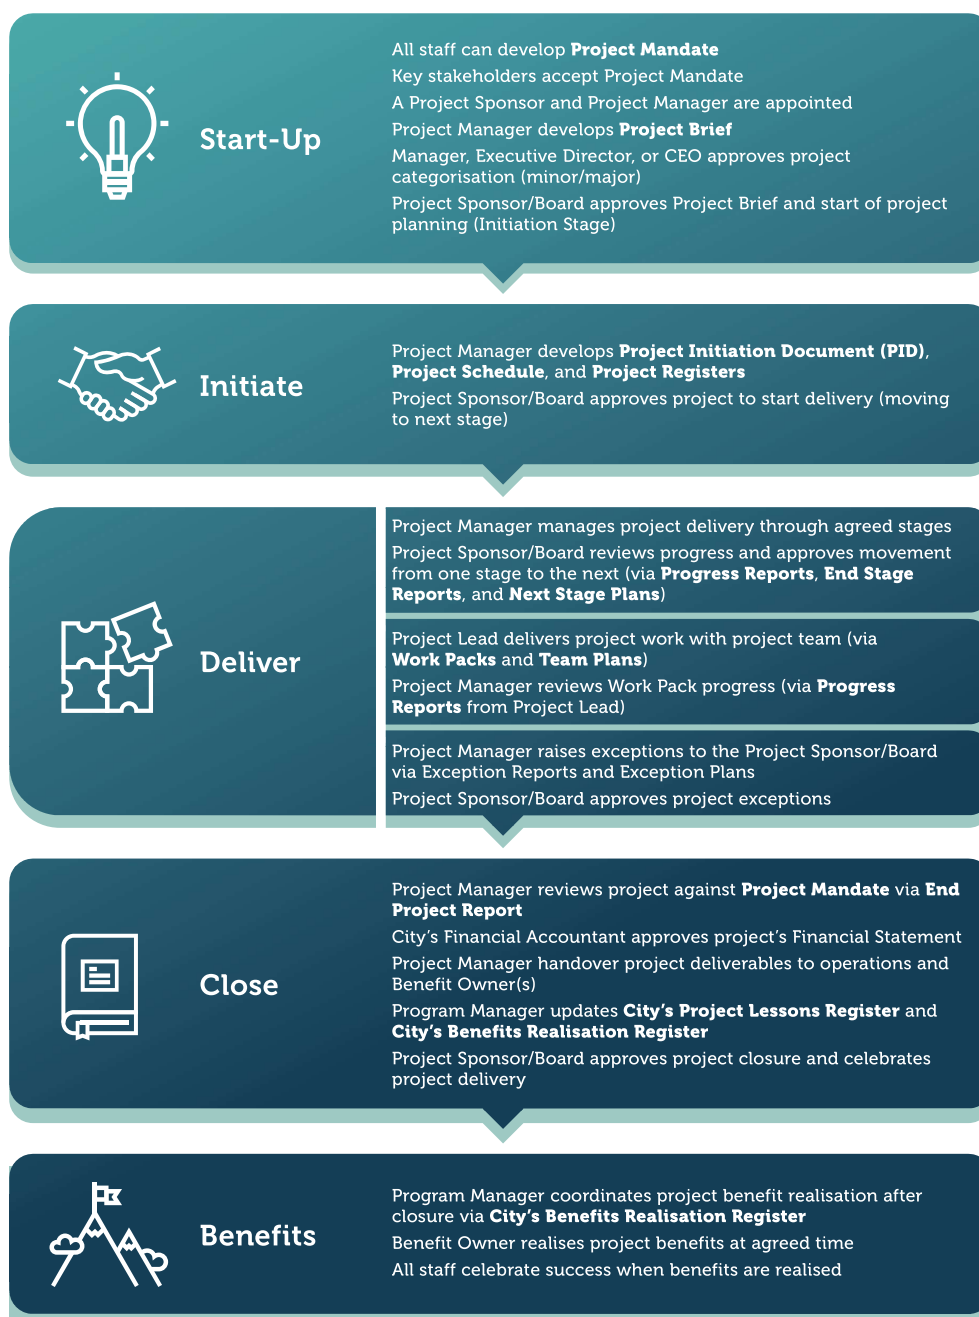 Start-Up
All staff can develop Project Mandate
Key stakeholders accept Project Mandate
A Project Sponsor and Project Manager are appointed
Project Manager develops Project Brief
Manager, Executive Director, or CEO approves project
categorisation (minor/major)
Project Sponsor/Board approves Project Brief and start of project
planning (Initiation Stage)
Initiate
Project Manager develops Project Initiation Document (PID),
Project Schedule, and Project Registers
Project Sponsor/Board approves project to start delivery (moving
to next stage)
Deliver
Project Manager manages project delivery through agreed stages
Project Sponsor/Board reviews progress and approves movement
from one stage to the next (via Progress Reports, End Stage
Reports, and Next Stage Plans)
Project Lead delivers project work with project team (via
Work Packs and Team Plans)
Project Manager reviews Work Pack progress (via Progress
Reports from Project Lead)
Project Manager raises exceptions to the Project Sponsor/Board
via Exception Reports and Exception Plans
Project Sponsor/Board approves project exceptions
Close
Project Manager reviews project against Project Mandate via End
Project Report
City's Financial Accountant approves project's Financial Statement
Project Manager handover project deliverables to operations and
Benefit Owner(s)
Program Manager updates City's Project Lessons Register and
City's Benefits Realisation Register
Project Sponsor/Board approves project closure and celebrates
project delivery
Benefits
Program Manager coordinates project benefit realisation after
closure via City's Benefits Realisation Register
Benefit Owner realises project benefits at agreed time
All staff celebrate success when benefits are realised